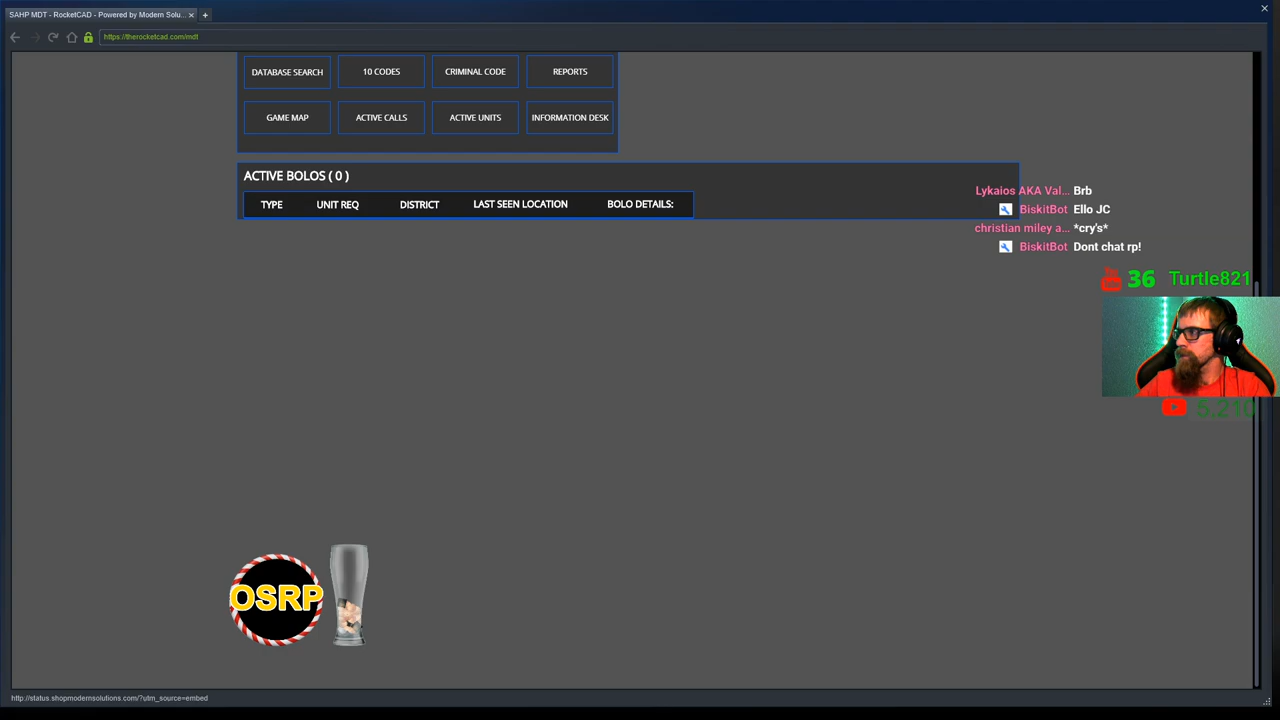 SAHP MDT - RocketCAD - Powered by Modern Solu...
https://therocketcad.com/mdt
DATABASE SEARCH
10 CODES
CRIMINAL CODE
REPORTS
GAME MAP
ACTIVE CALLS
ACTIVE UNITS
INFORMATION DESK
ACTIVE BOLOS ( 0 )
TYPE UNIT REQ DISTRICT LAST SEEN LOCATION BOLO DETAILS:
Lykaios AKA Val... Brb
BiskitBot Ello JC
christian miley a... *cry's*
BiskitBot Dont chat rp!
36 Turtle821
5,210
OSRP
http://status.shopmodernsolutions.com/?utm_source=embed